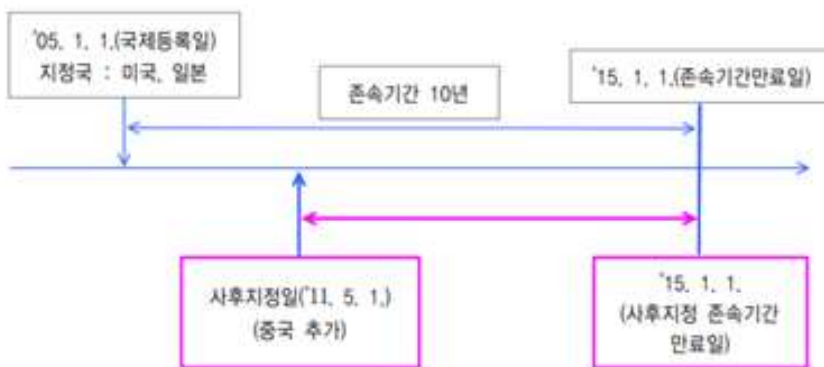 '05. 1. 1.(국제등록일)
지정국 : 미국, 일본
존속기간 10년
'15. 1. 1.(존속기간만료일)
사후지정일('11. 5. 1.)
(중국 추가)
'15. 1. 1.
(사후지정 존속기간
만료일)